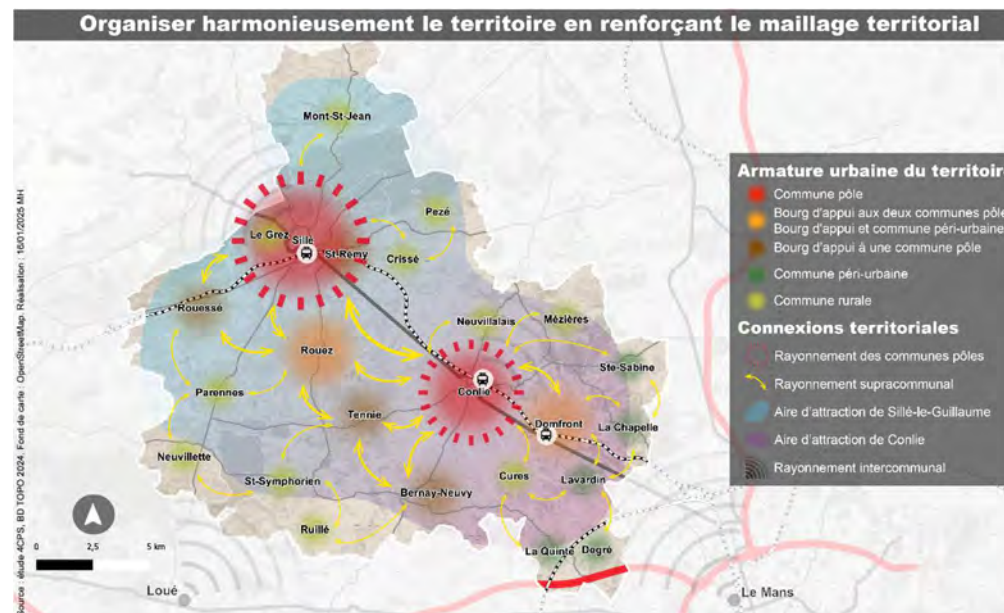 Organiser harmonieusement le territoire en renforçant le maillage territorial
Mont-St-Jean
Pezé
Le Grez
Sillé
St-Rémy
Crissé
Rouessé
Neuvillalais
Mézières
Rouez
Ste-Sabine
Parennes
Conlie
Tennie
Domfront
La Chapelle
Neuvillette
St-Symphorien
Cures
Lavardin
Bernay-Neuvy
Ruillé
La Quinte
Degré
Loué
Le Mans
0 2,5 5 km
Source : étude 4CPS, BD TOPO 2024. Fond de carte : OpenStreetMap. Réalisation : 16/01/2025 MH
Armature urbaine du territoire
Commune pôle
Bourg d'appui aux deux communes pôle
Bourg d'appui et commune péri-urbaine
Bourg d'appui à une commune pôle
Commune péri-urbaine
Commune rurale
Connexions territoriales
Rayonnement des communes pôles
Rayonnement supracommunal
Aire d'attraction de Sillé-le-Guillaume
Aire d'attraction de Conlie
Rayonnement intercommunal